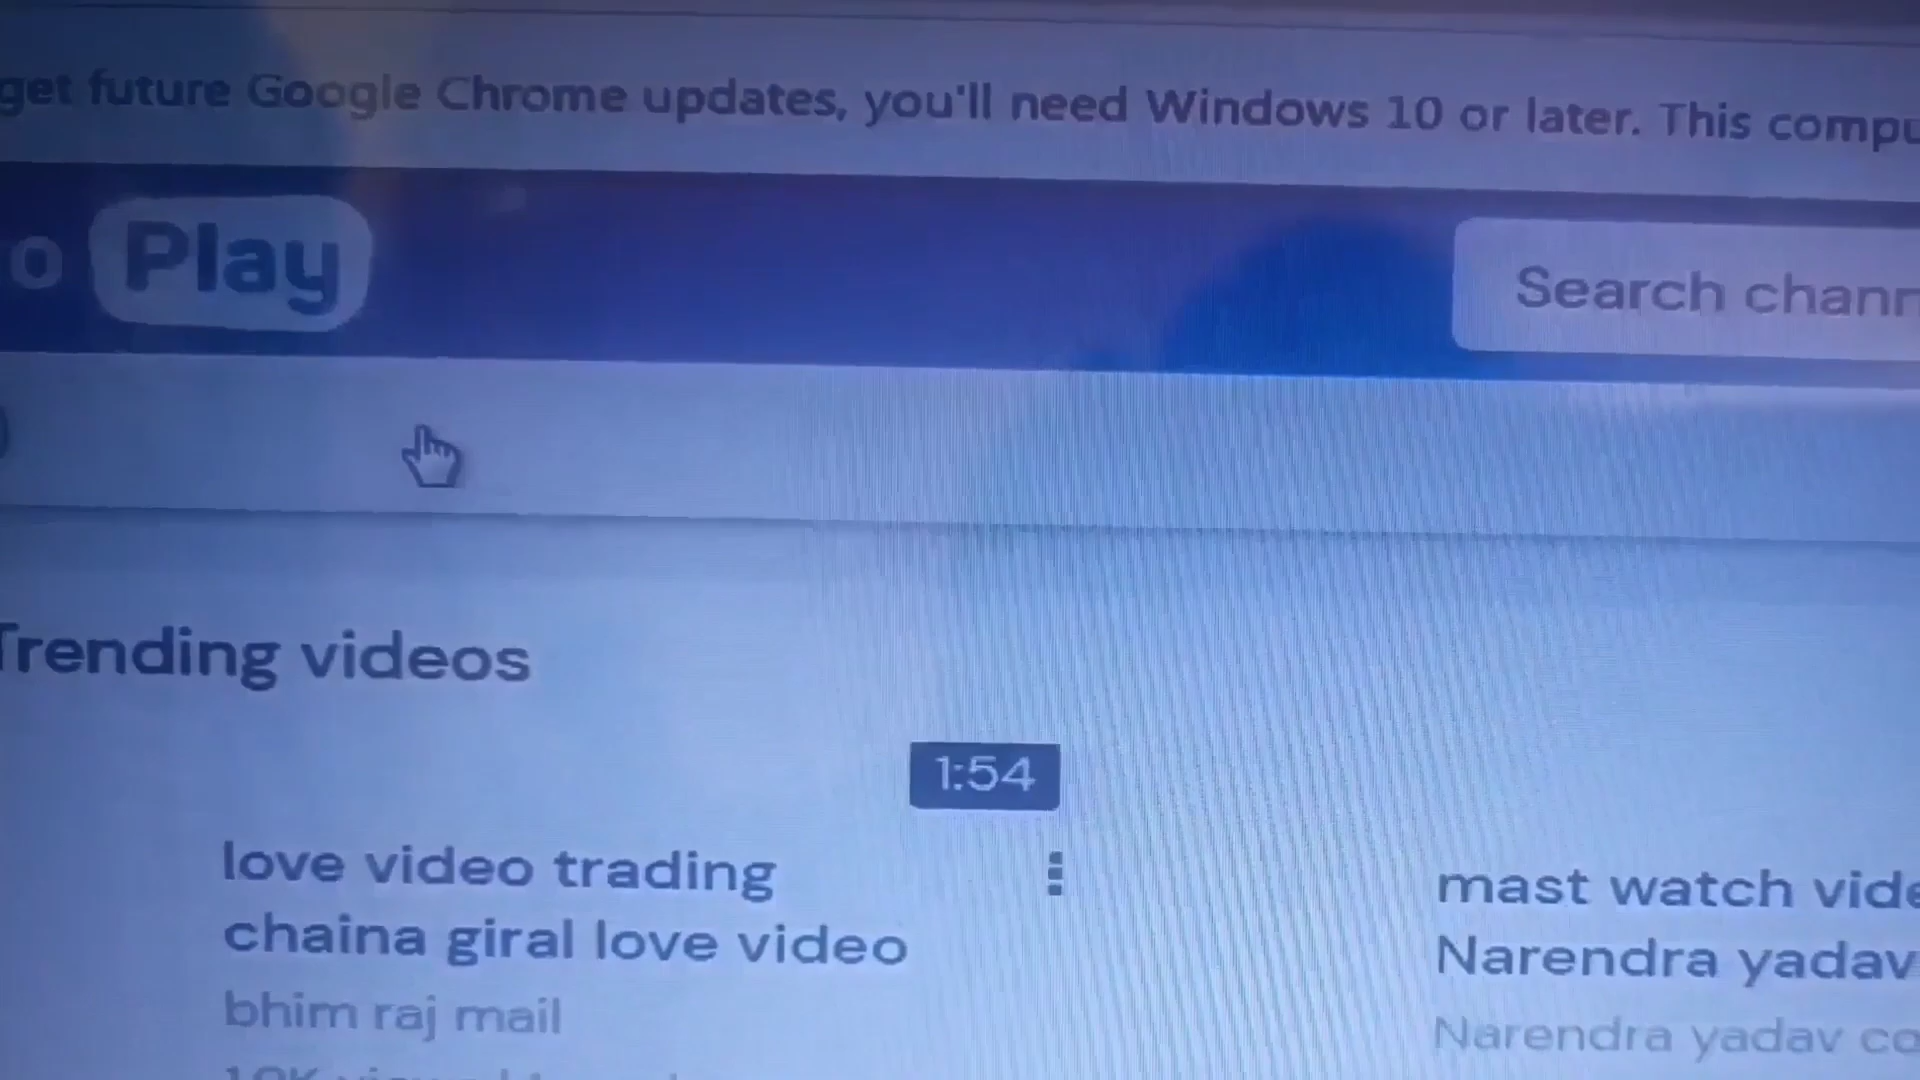 get future Google Chrome updates, you'll need Windows 10 or later. This
o Play
Search
Trending videos
1:54
love video trading
chaina giral love video
bhim raj mail
mast watch
Narendra yadav
Narendra yadav